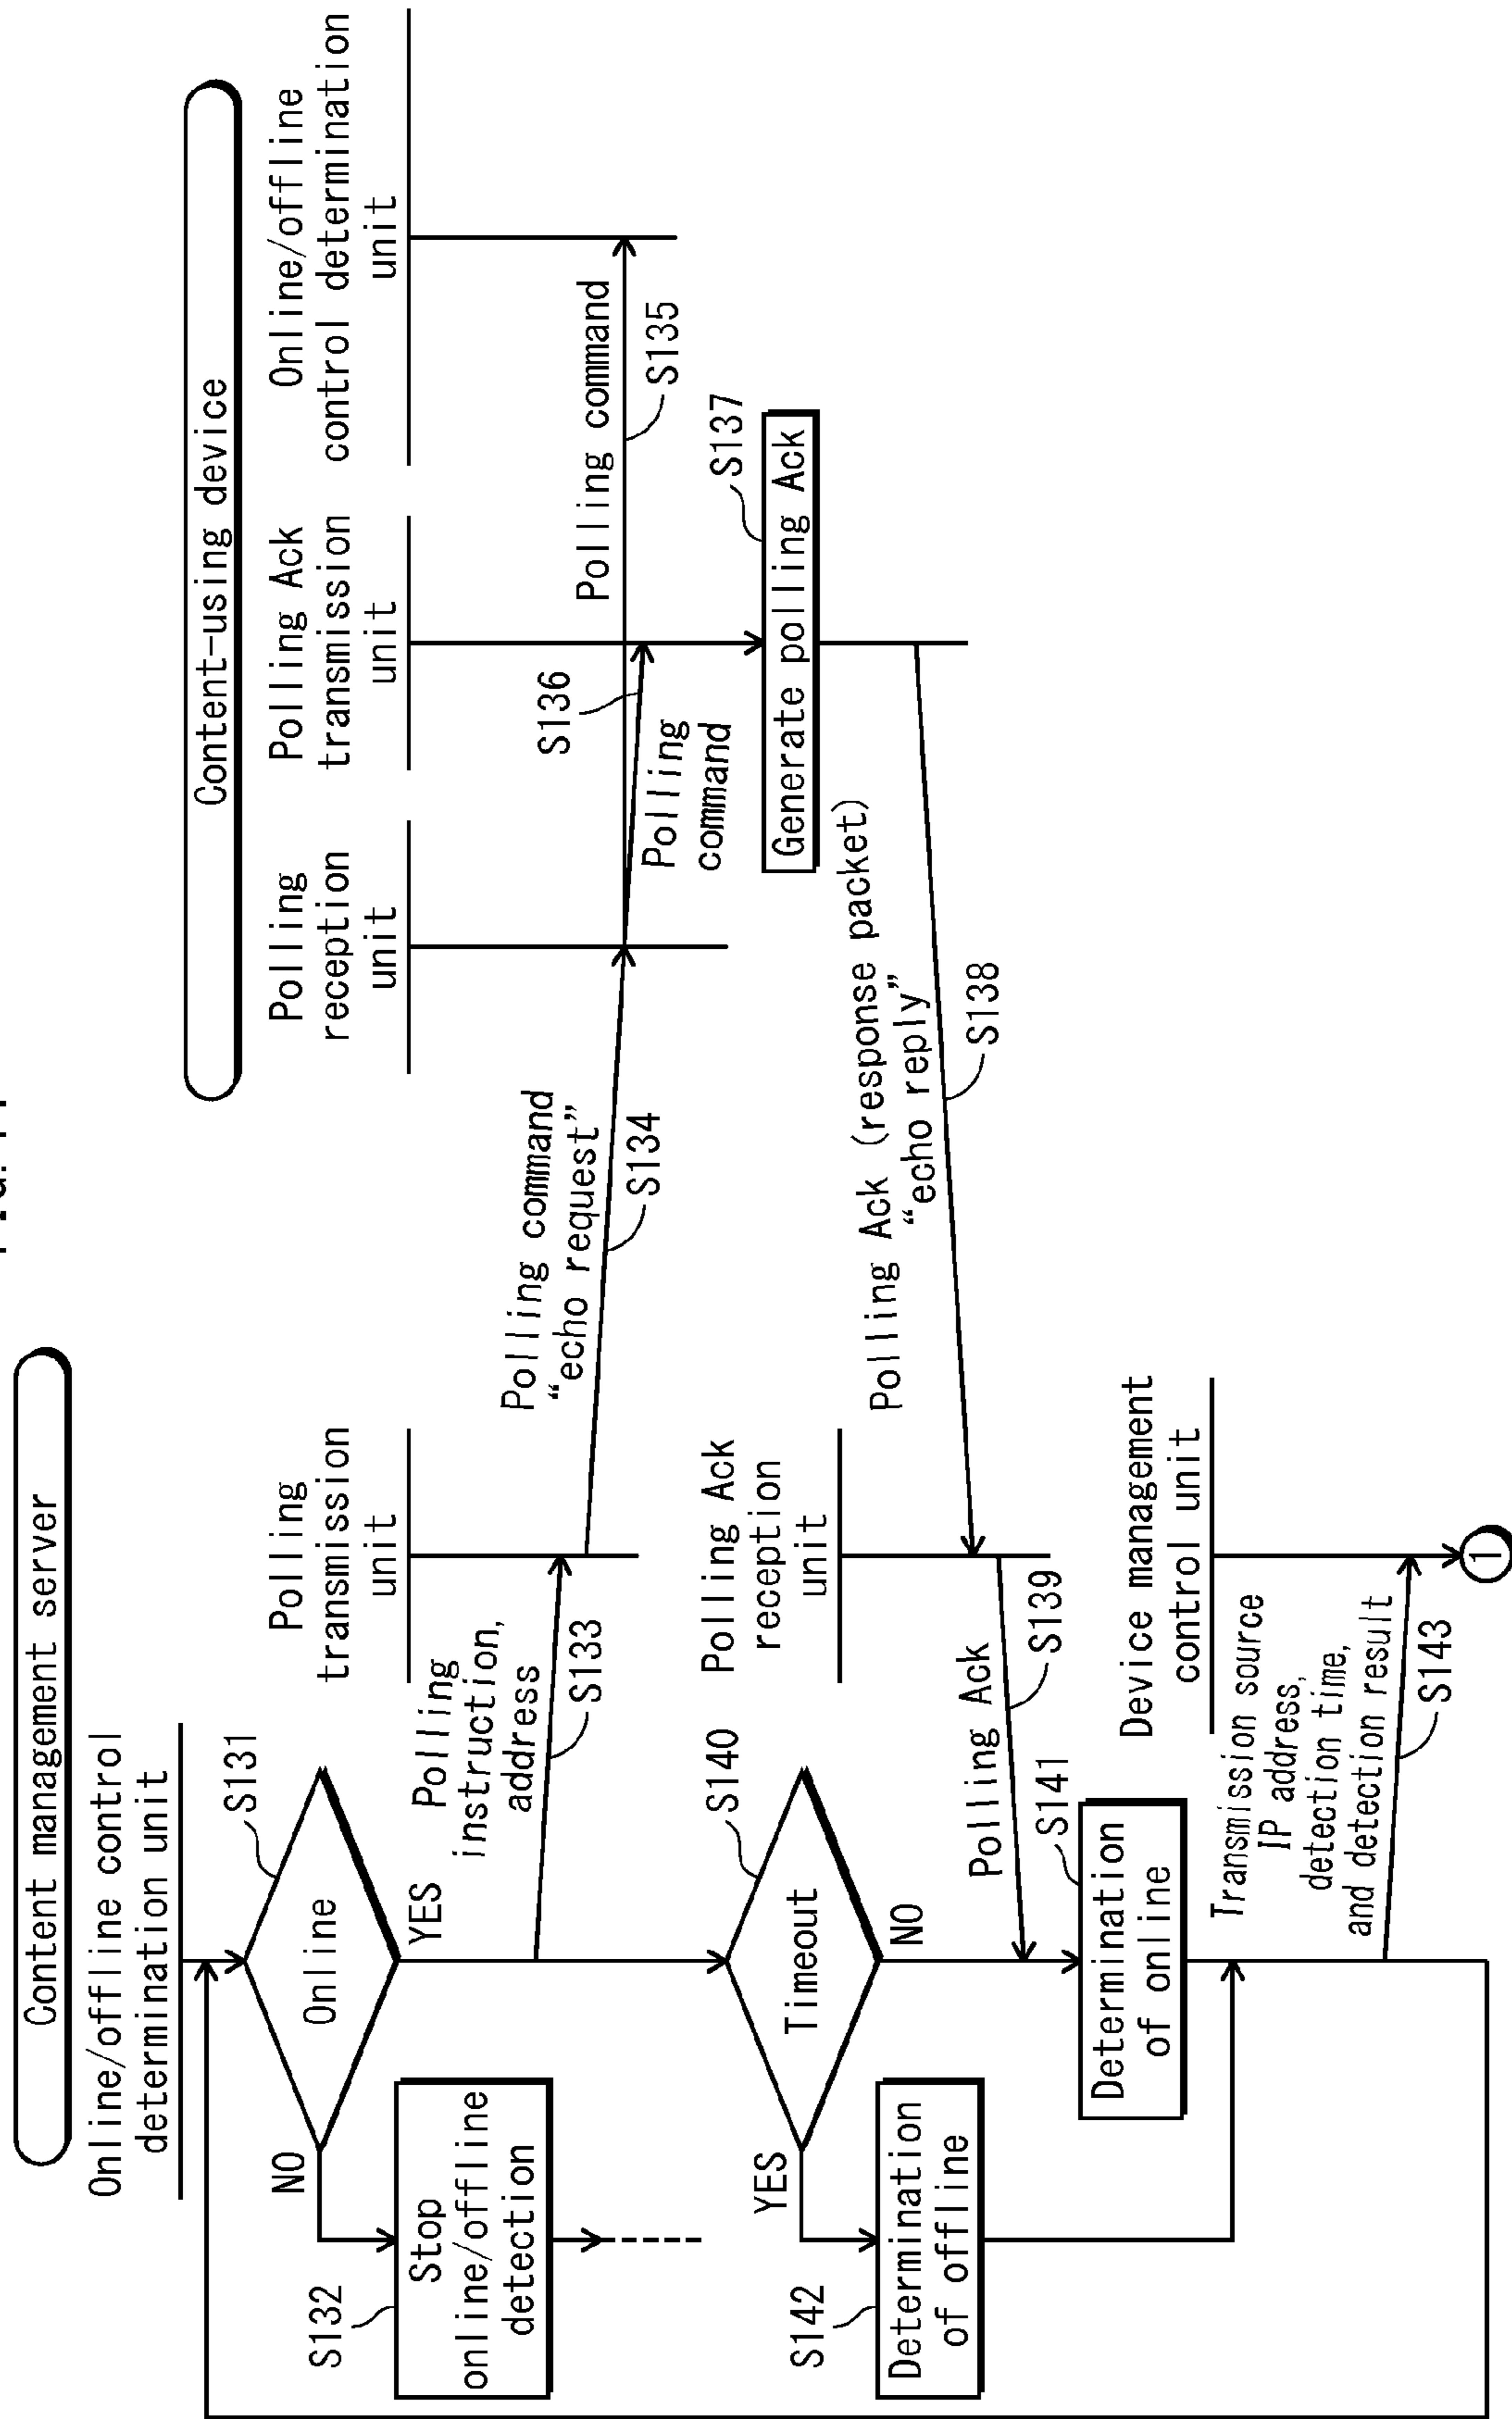 Content management server
Content-using device
Online/offline control
determination unit
Polling
transmission
unit
Polling
reception
unit
Polling Ack
transmission
unit
Online/offline
control determination
unit
S131
Online
NO
YES
S132
Stop
online/offline
detection
Polling
instruction,
address
S133
Polling command
“echo request”
S134
Polling command
S135
S136
Polling
command
S137
Generate polling Ack
Polling Ack (response packet)
“echo reply”
S138
Polling Ack
reception
unit
Polling Ack
S139
S140
Timeout
YES
NO
S141
Determination
of online
S142
Determination
of offline
Device management
control unit
Transmission source
IP address,
detection time,
and detection result
S143
1